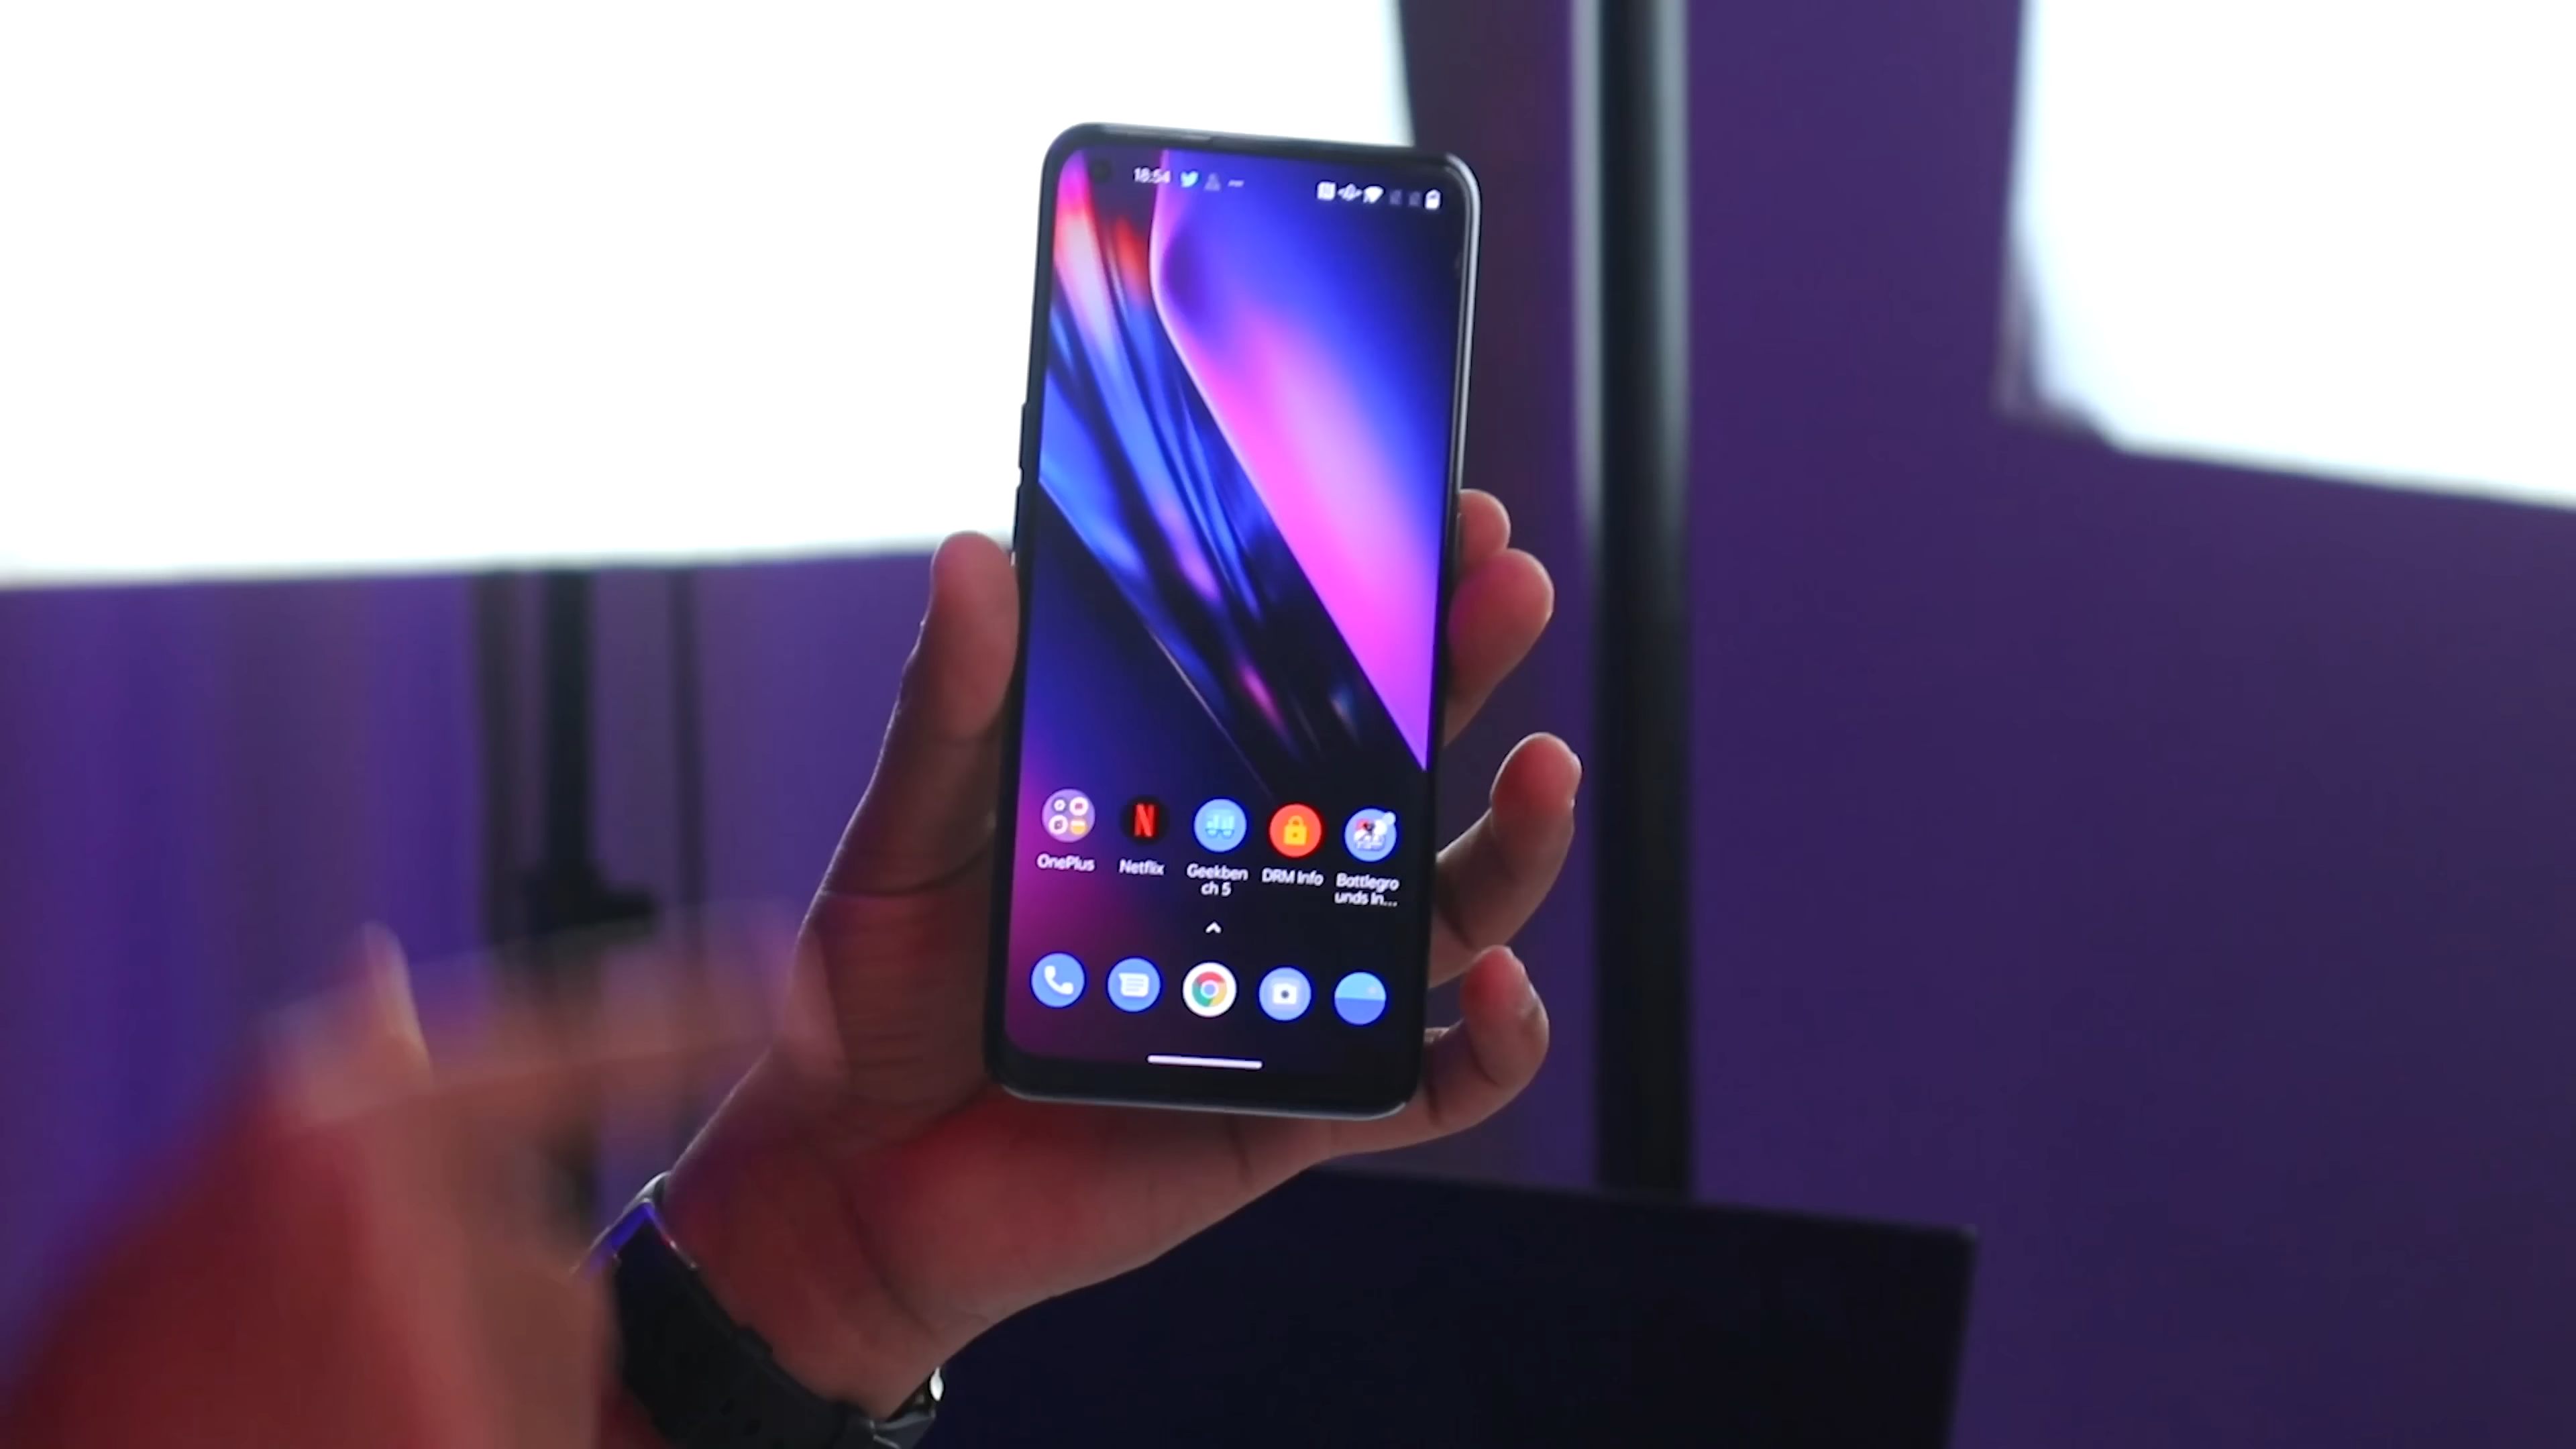 18:54
OnePlus
Netflix
Geekben
ch 5
DRM Info
Battlegro
unds In...